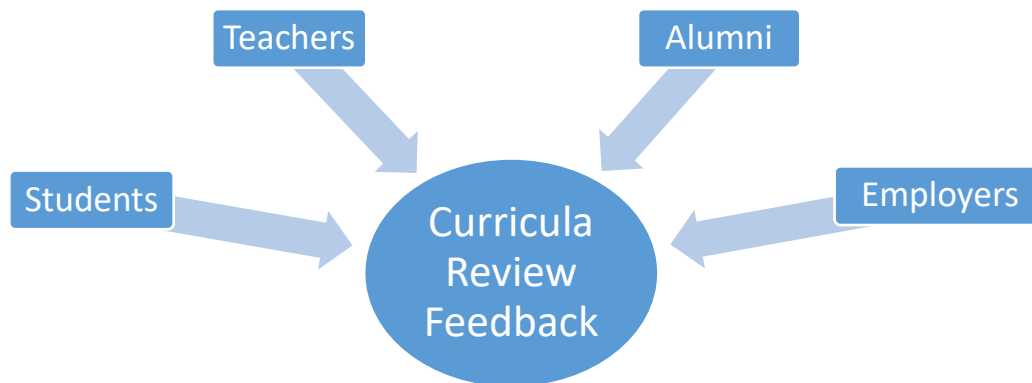 Teachers
Alumni
Students
Employers
Curricula
Review
Feedback